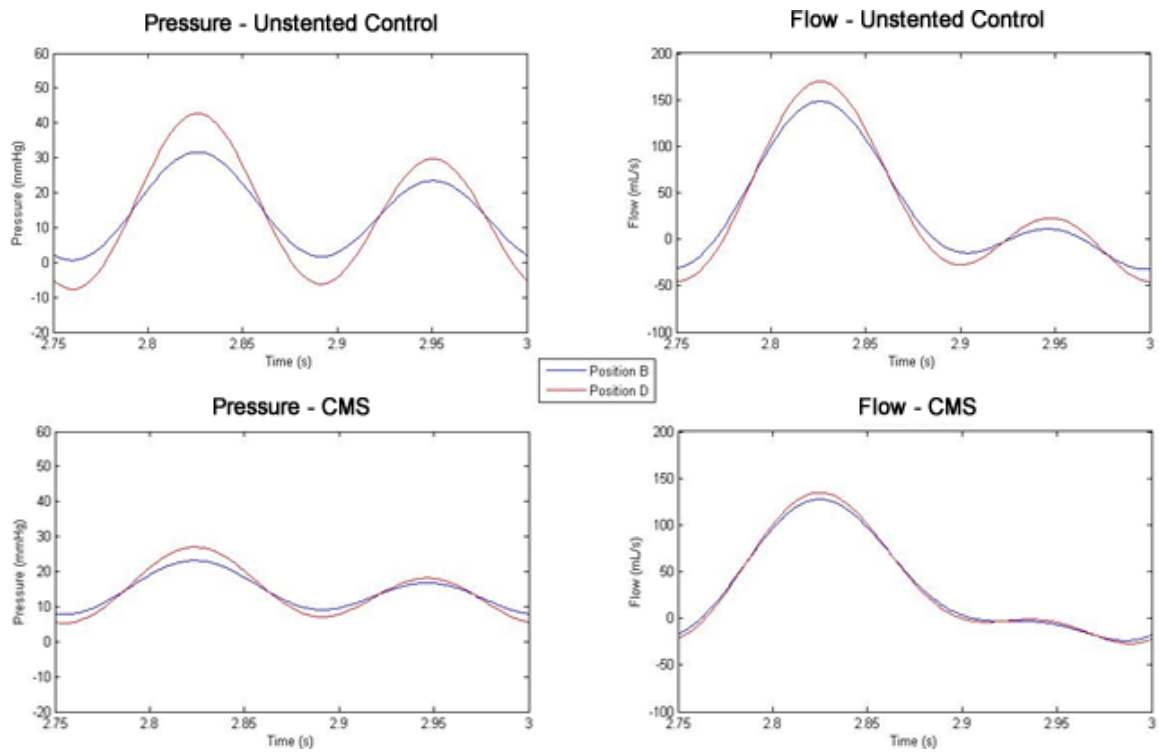 Pressure - Unstented Control
60
50
40
30
20
10
0
-10
-20
Pressure (mmHg)
2.75 2.8 2.85 2.9 2.95 3
Time (s)
Flow - Unstented Control
200
150
100
50
0
-50
-100
Flow (mL/s)
2.75 2.8 2.85 2.9 2.95 3
Time (s)
Position B
Position D
Pressure - CMS
60
50
40
30
20
10
0
-10
-20
Pressure (mmHg)
2.75 2.8 2.85 2.9 2.95 3
Time (s)
Flow - CMS
200
150
100
50
0
-50
-100
Flow (mL/s)
2.75 2.8 2.85 2.9 2.95 3
Time (s)